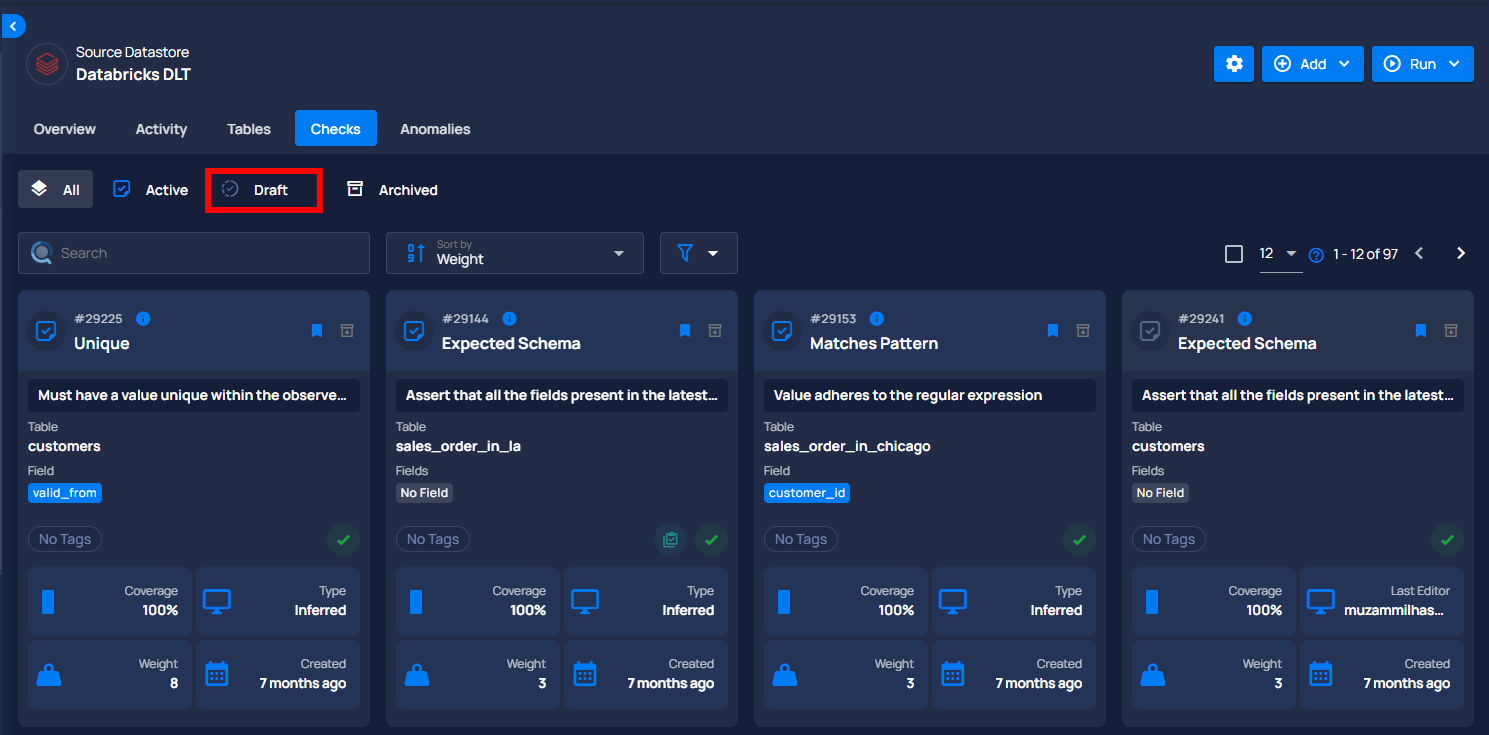 Source Datastore
Databricks DLT
Add
Run
Overview
Activity
Tables
Checks
Anomalies
All
Active
Draft
Archived
Search
Sort by
Weight
12
1 - 12 of 97
#29225
Unique
Must have a value unique within the observe...
Table
customers
Field
valid_from
No Tags
Coverage
100%
Type
Inferred
Weight
8
Created
7 months ago
#29144
Expected Schema
Assert that all the fields present in the latest...
Table
sales_order_in_la
Fields
No Field
No Tags
Coverage
100%
Type
Inferred
Weight
3
Created
7 months ago
#29153
Matches Pattern
Value adheres to the regular expression
Table
sales_order_in_chicago
Field
customer_id
No Tags
Coverage
100%
Type
Inferred
Weight
3
Created
7 months ago
#29241
Expected Schema
Assert that all the fields present in the latest...
Table
customers
Fields
No Field
No Tags
Coverage
100%
Last Editor
muzammilhas...
Weight
3
Created
7 months ago